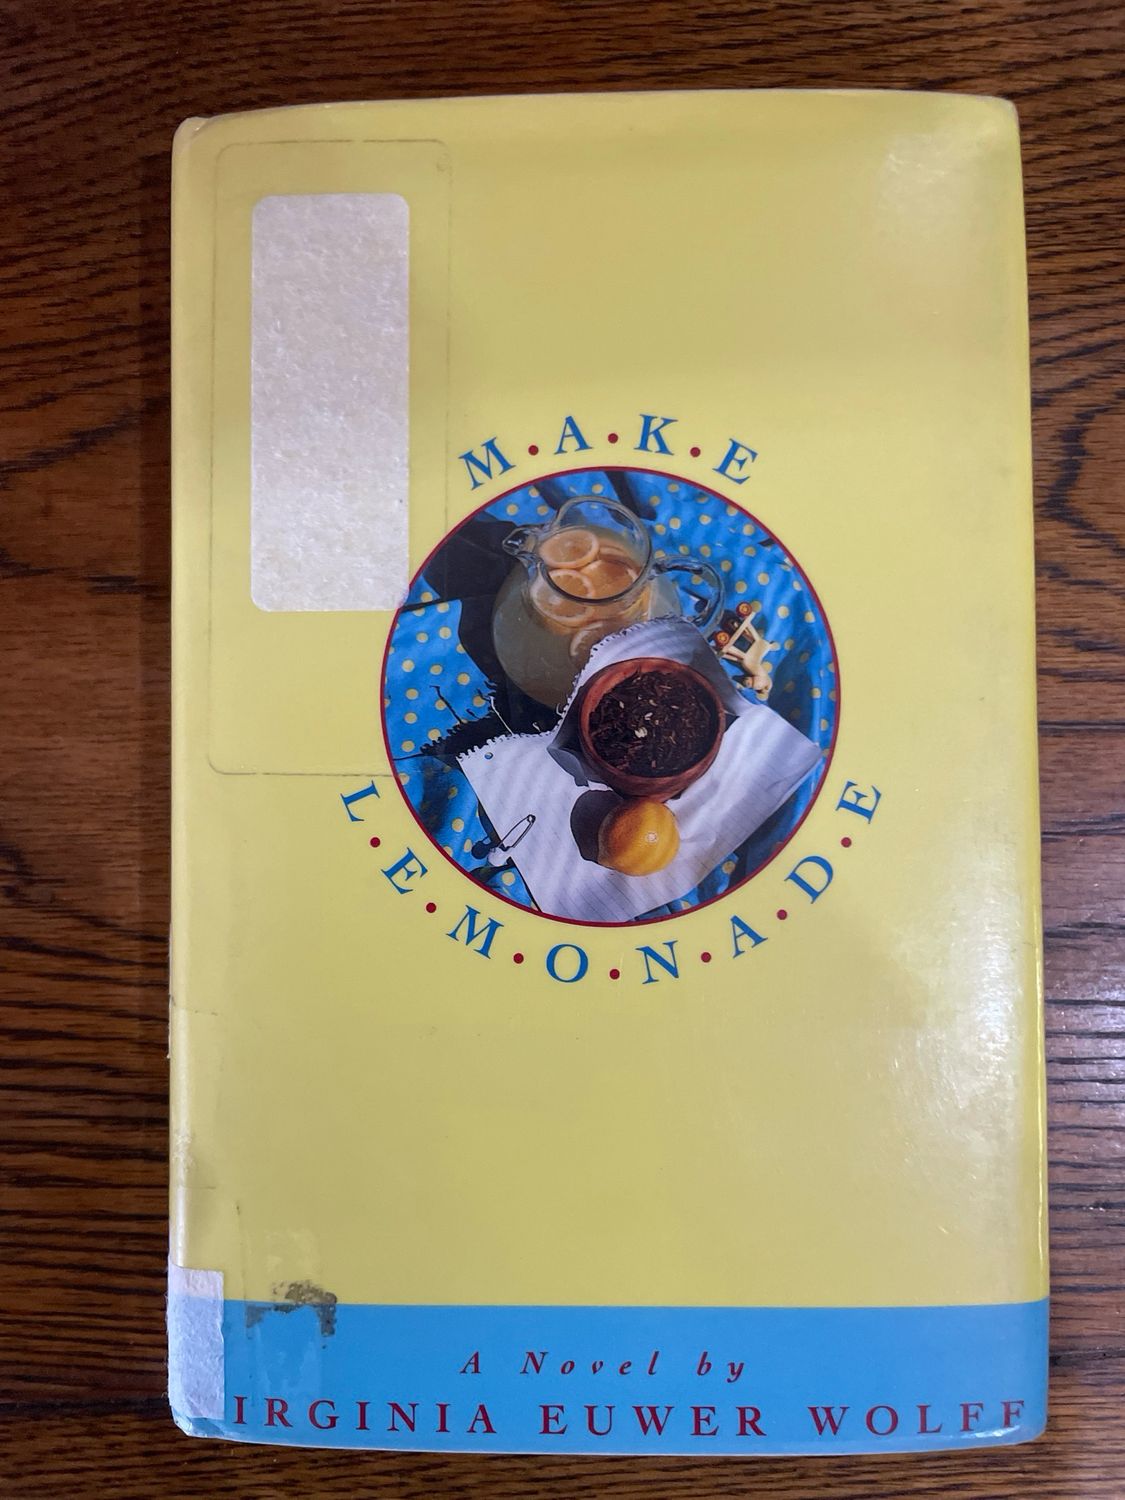 M·A·K·E
L·E·M·O·N·A·D·E
A Novel by
IRGINIA EUWER WOLFF